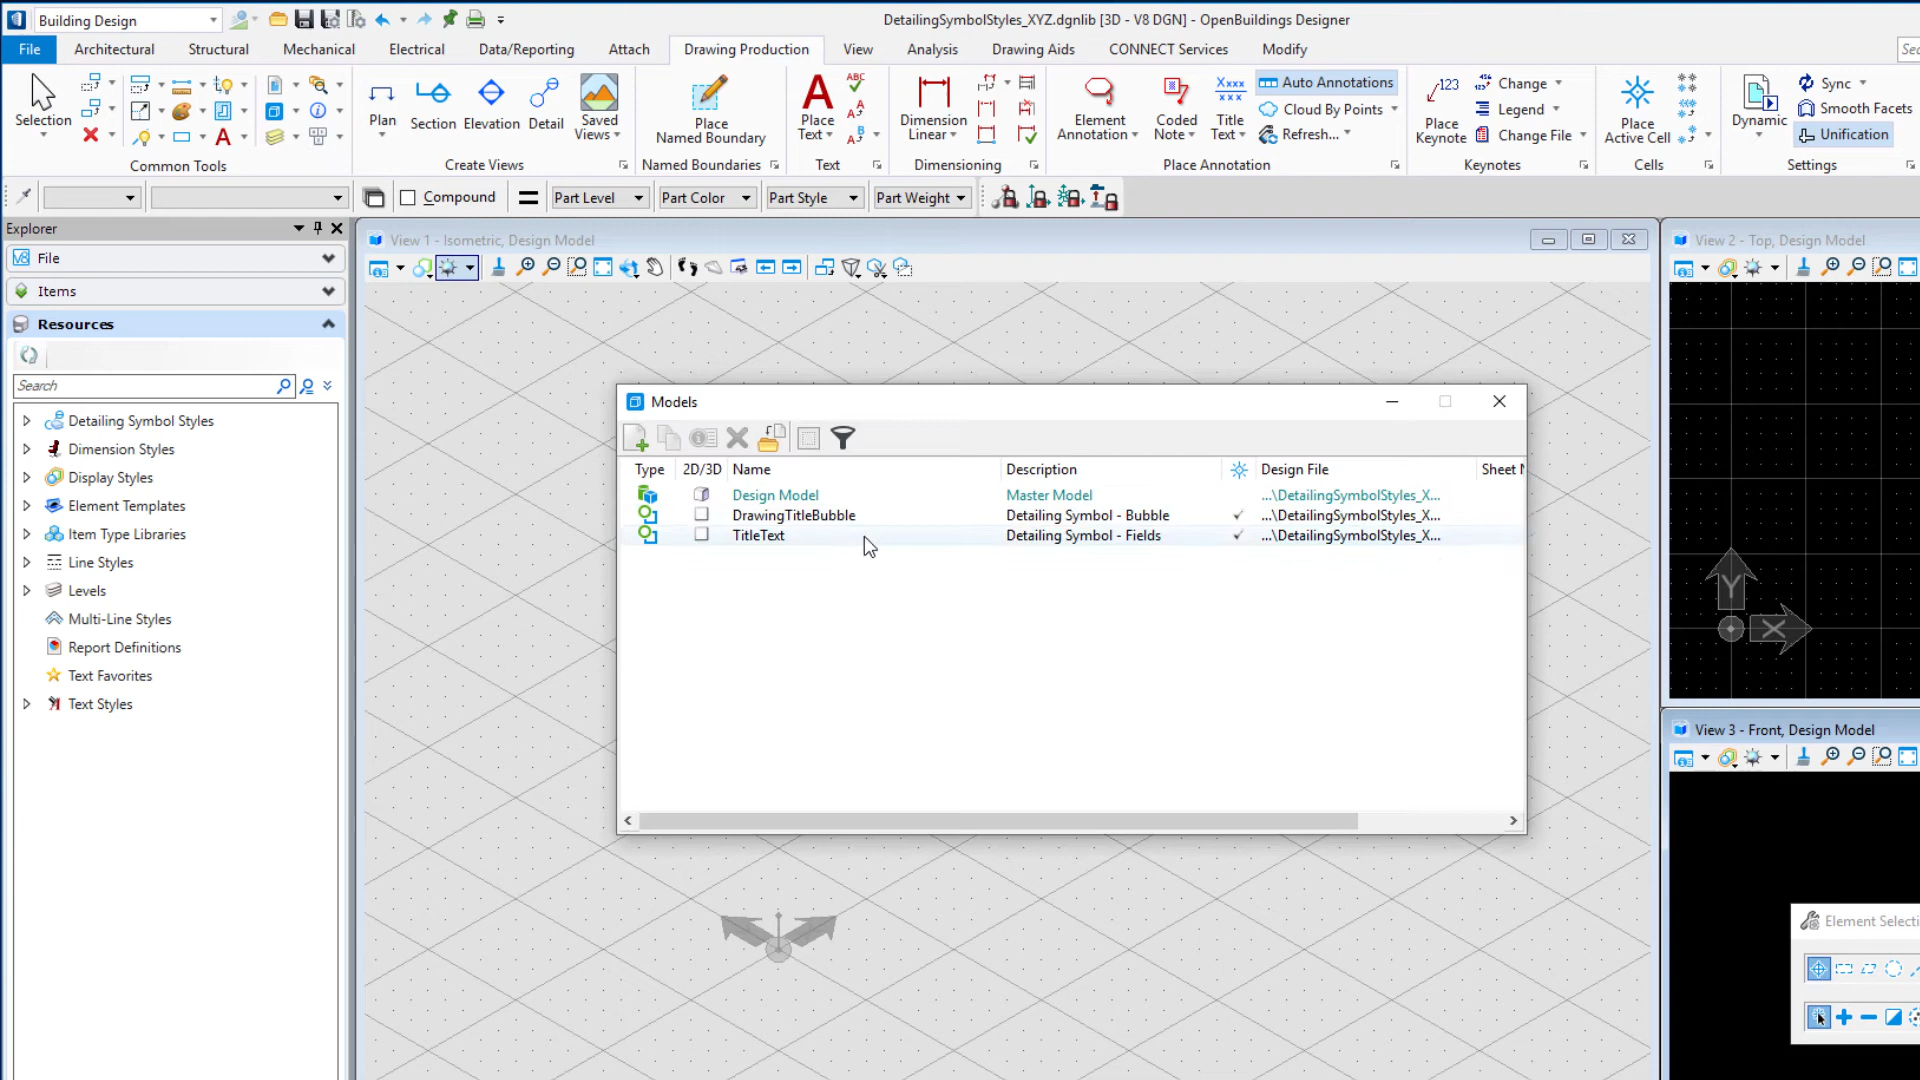 Building Design
DetailingSymbolStyles_XYZ.dgnlib [3D - V8 DGN] - OpenBuildings Designer
File Architectural Structural Mechanical Electrical Data/Reporting Attach Drawing Production View Analysis Drawing Aids CONNECT Services Modify
Selection
Common Tools
Plan Section Elevation Detail Saved Views
Create Views
Place Named Boundary
Named Boundaries
Place Text
Text
Dimension Linear
Dimensioning
Element Annotation
Coded Note
Title Text
Auto Annotations
Cloud By Points
Refresh...
Place Annotation
Place Keynote
Change
Legend
Change File
Keynotes
Place Active Cell
Cells
Dynamic
Sync
Smooth Facets
Unification
Settings
Compound Part Level Part Color Part Style Part Weight
Explorer
File
Items
Resources
Search
Detailing Symbol Styles
Dimension Styles
Display Styles
Element Templates
Item Type Libraries
Line Styles
Levels
Multi-Line Styles
Report Definitions
Text Favorites
Text Styles
View 1 - Isometric, Design Model
Models
Type 2D/3D Name Description Design File Sheet
Design Model Master Model ...\DetailingSymbolStyles_X...
DrawingTitleBubble Detailing Symbol - Bubble ...\DetailingSymbolStyles_X...
TitleText Detailing Symbol - Fields ...\DetailingSymbolStyles_X...
View 2 - Top, Design Model
Y
X
View 3 - Front, Design Model
Element Selecti